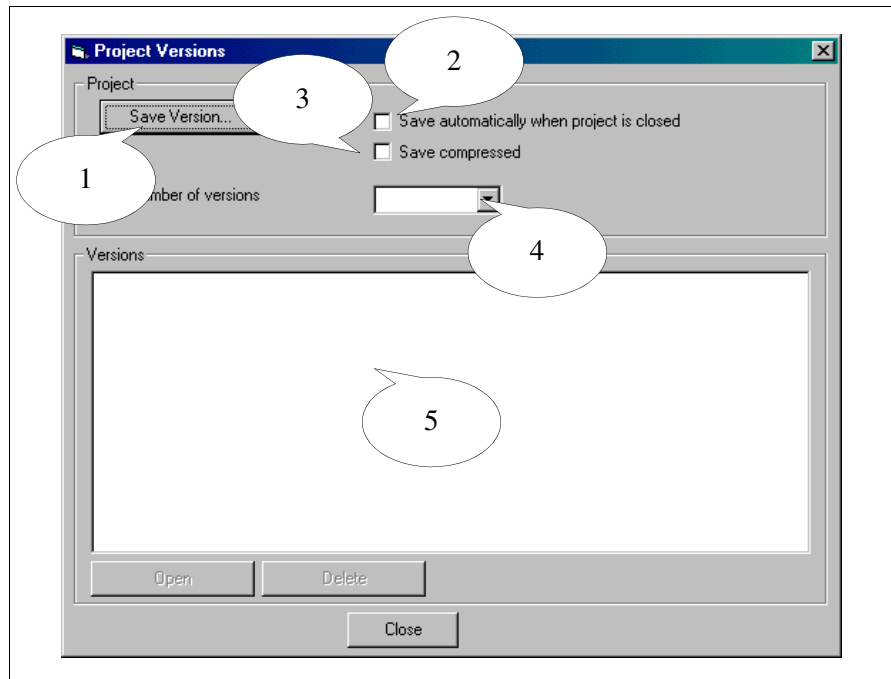 Project Versions
2
Project
3
Save Version...
Save automatically when project is closed
Save compressed
1
mber of versions
4
Versions
5
Open
Delete
Close